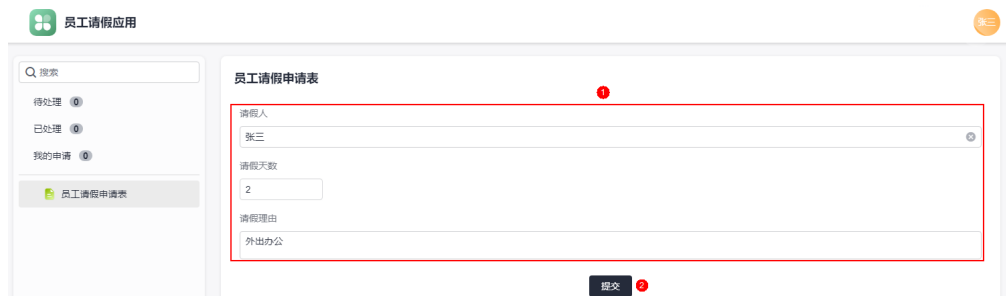 员工请假应用
张三
搜索
待处理 0
已处理 0
我的申请 0
员工请假申请表
员工请假申请表
1
请假人
张三
请假天数
2
请假理由
外出办公
提交 2